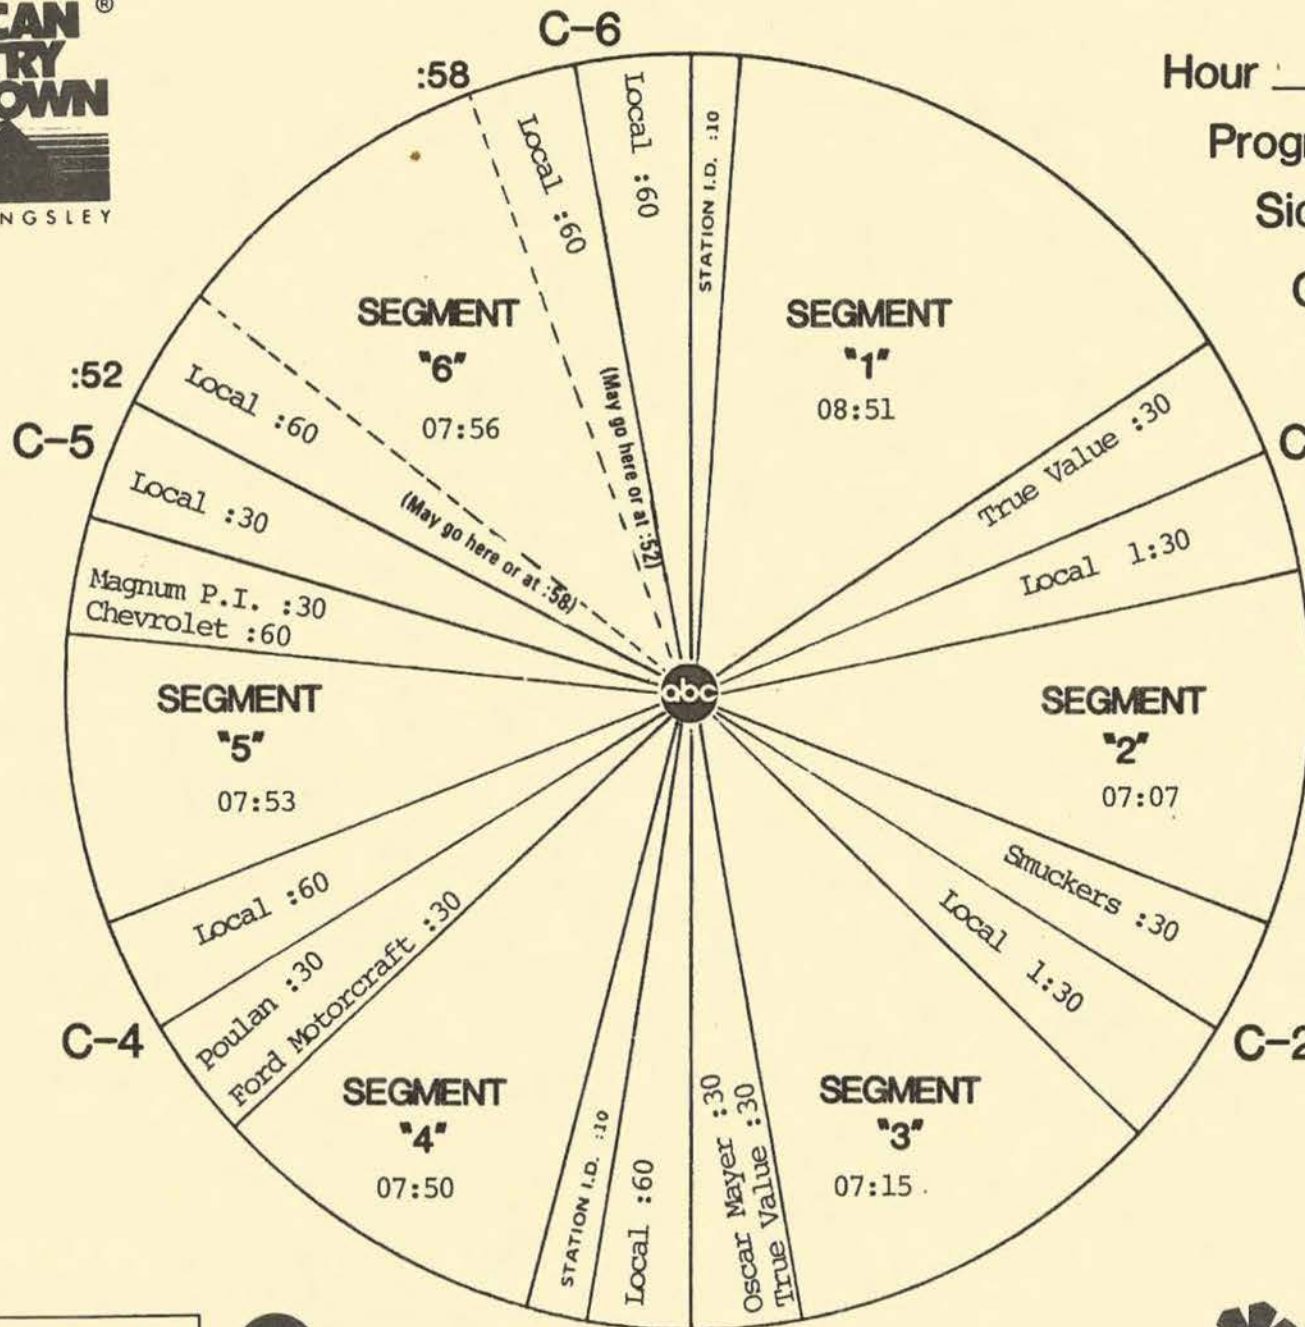 CAN ®
TRY
OWN
NGSLEY
C-6
:58
Hour
Local :60
Local :60
STATION I.D. :10
SEGMENT
"6"
07:56
(May go here or at :52)
SEGMENT
"1"
08:51
:52
C-5
Local :60
(May go here or at :58)
Local :30
Magnum P.I. :30
Chevrolet :60
True Value :30
Local 1:30
abc
SEGMENT
"5"
07:53
SEGMENT
"2"
07:07
Smuckers :30
Local 1:30
C-2
Local :60
Poulan :30
Ford Motorcraft :30
C-4
SEGMENT
"4"
07:50
STATION I.D. :10
Local :60
Oscar Mayer :30
True Value :30
SEGMENT
"3"
07:15